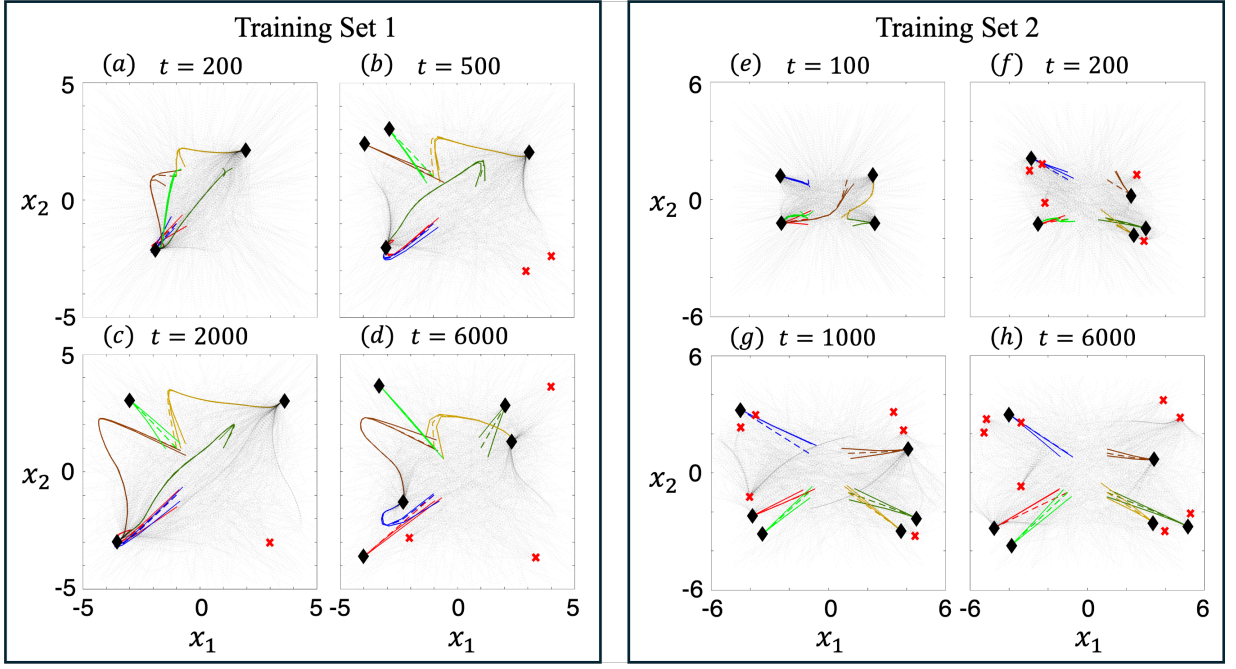 Training Set 1
(a) t = 200
(b) t = 500
5
x₂ 0
-5
(c) t = 2000
(d) t = 6000
5
x₂ 0
-5
-5 0 5
0 5
x₁
x₁
Training Set 2
(e) t = 100
(f) t = 200
6
x₂ 0
-6
(g) t = 1000
(h) t = 6000
6
x₂ 0
-6
-6 0
-6 0 6
x₁
x₁